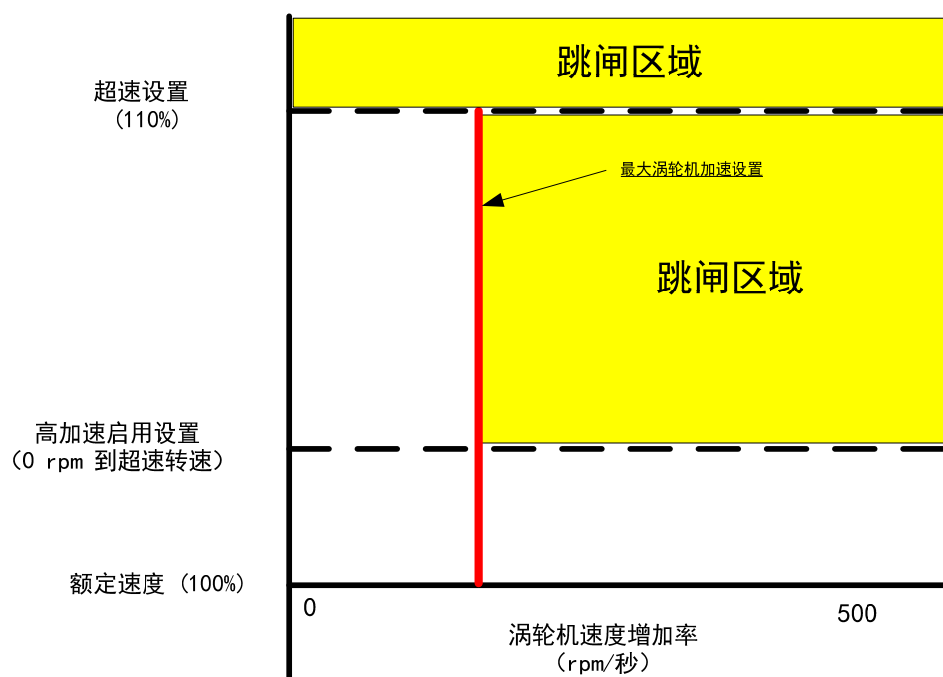 跳闸区域
超速设置
(110%)
最大涡轮机加速设置
跳闸区域
高加速启用设置
(0 rpm 到超速转速)
额定速度 (100%)
0
500
涡轮机速度增加率
(rpm/秒)